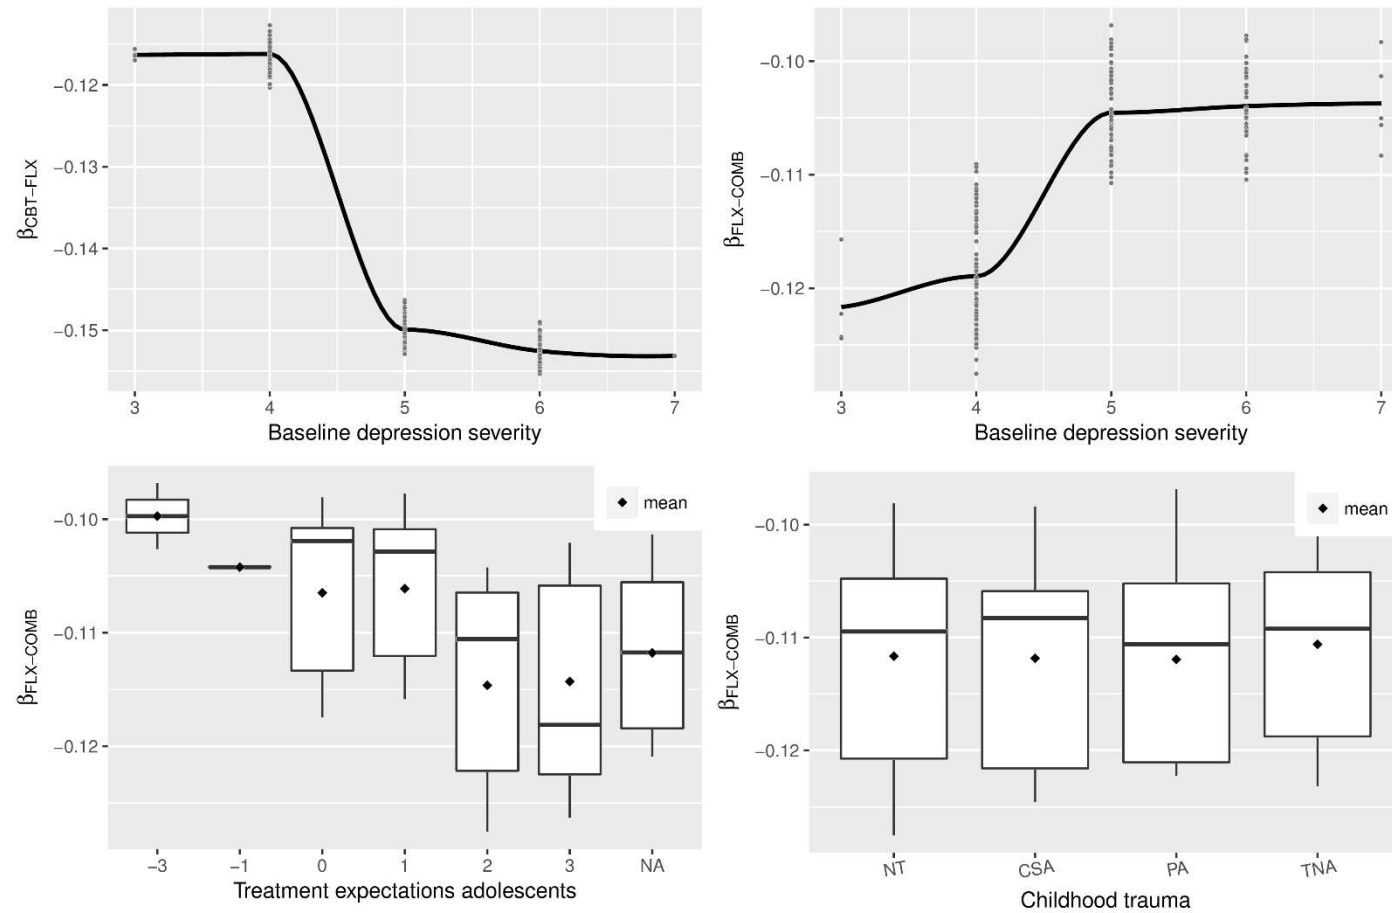 −0.12
−0.13
−0.14
−0.15
βCBT−FLX
3 4 5 6 7
Baseline depression severity
−0.10
−0.11
−0.12
βFLX−COMB
3 4 5 6 7
Baseline depression severity
mean
−0.10
−0.11
−0.12
βFLX−COMB
−3 −1 0 1 2 3 NA
Treatment expectations adolescents
mean
−0.10
−0.11
−0.12
βFLX−COMB
NT CSA PA TNA
Childhood trauma